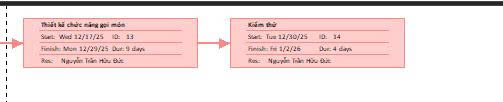 Thiết kế chức năng gọi món
Start: Wed 12/17/25 ID: 13
Finish: Mon 12/29/25 Dur: 9 days
Res: Nguyễn Trần Hữu Đức
Kiểm thử
Start: Tue 12/30/25 ID: 14
Finish: Fri 1/2/26 Dur: 4 days
Res: Nguyễn Trần Hữu Đức